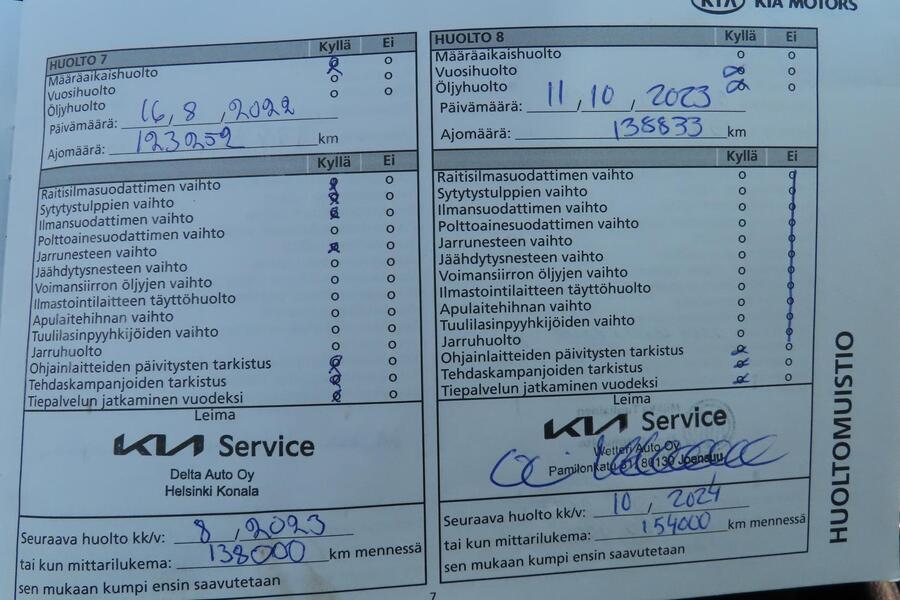 KIA KIA MOTORS
HUOLTO 7 Kyllä Ei
Määräaikaishuolto
Vuosihuolto
Öljyhuolto
Päivämäärä: 16, 8, 2022
Ajomäärä: 123252 km
Kyllä Ei
Raitisilmasuodattimen vaihto
Sytytystulppien vaihto
Ilmansuodattimen vaihto
Polttoainesuodattimen vaihto
Jarrunesteen vaihto
Jäähdytysnesteen vaihto
Voimansiirron öljyjen vaihto
Ilmastointilaitteen täyttöhuolto
Apulaitehihnan vaihto
Tuulilasinpyyhkijöiden vaihto
Jarruhuolto
Ohjainlaitteiden päivitysten tarkistus
Tehdaskampanjoiden tarkistus
Tiepalvelun jatkaminen vuodeksi
Leima
KIA Service
Delta Auto Oy
Helsinki Konala
Seuraava huolto kk/v: 8, 2023
tai kun mittarilukema: 138000 km mennessä
sen mukaan kumpi ensin saavutetaan
HUOLTO 8 Kyllä Ei
Määräaikaishuolto
Vuosihuolto
Öljyhuolto
Päivämäärä: 11, 10, 2023
Ajomäärä: 138833 km
Kyllä Ei
Raitisilmasuodattimen vaihto
Sytytystulppien vaihto
Ilmansuodattimen vaihto
Polttoainesuodattimen vaihto
Jarrunesteen vaihto
Jäähdytysnesteen vaihto
Voimansiirron öljyjen vaihto
Ilmastointilaitteen täyttöhuolto
Apulaitehihnan vaihto
Tuulilasinpyyhkijöiden vaihto
Jarruhuolto
Ohjainlaitteiden päivitysten tarkistus
Tehdaskampanjoiden tarkistus
Tiepalvelun jatkaminen vuodeksi
Leima
KIA Service
Wetteri Auto Oy
Pamilonkatu 80130 Joensuu
Seuraava huolto kk/v: 10, 2024
tai kun mittarilukema: 154000 km mennessä
sen mukaan kumpi ensin saavutetaan
HUOLTOMUISTIO
7